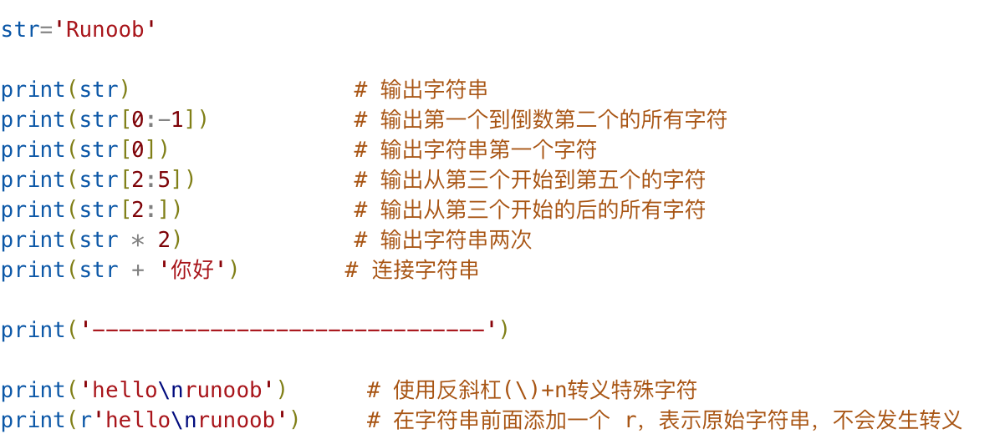 str='Runoob'
print(str)                 # 输出字符串
print(str[0:-1])           # 输出第一个到倒数第二个的所有字符
print(str[0])              # 输出字符串第一个字符
print(str[2:5])            # 输出从第三个开始到第五个的字符
print(str[2:])             # 输出从第三个开始的后的所有字符
print(str * 2)             # 输出字符串两次
print(str + '你好')        # 连接字符串
print('------------------------------')
print('hello\nrunoob')      # 使用反斜杠(\)+n转义特殊字符
print(r'hello\nrunoob')     # 在字符串前面添加一个 r，表示原始字符串，不会发生转义